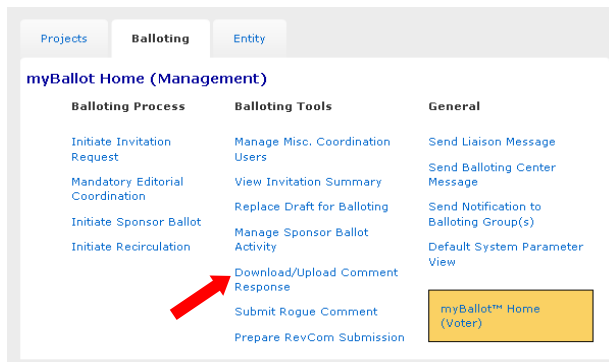 Projects
Balloting
Entity
myBallot Home (Management)
Balloting Process
Initiate Invitation
Request
Mandatory Editorial
Coordination
Initiate Sponsor Ballot
Initiate Recirculation
Balloting Tools
Manage Misc. Coordination
Users
View Invitation Summary
Replace Draft for Balloting
Manage Sponsor Ballot
Activity
Download/Upload Comment
Response
Submit Rogue Comment
Prepare RevCom Submission
General
Send Liaison Message
Send Balloting Center
Message
Send Notification to
Balloting Group(s)
Default System Parameter
View
myBallot™ Home
(Voter)